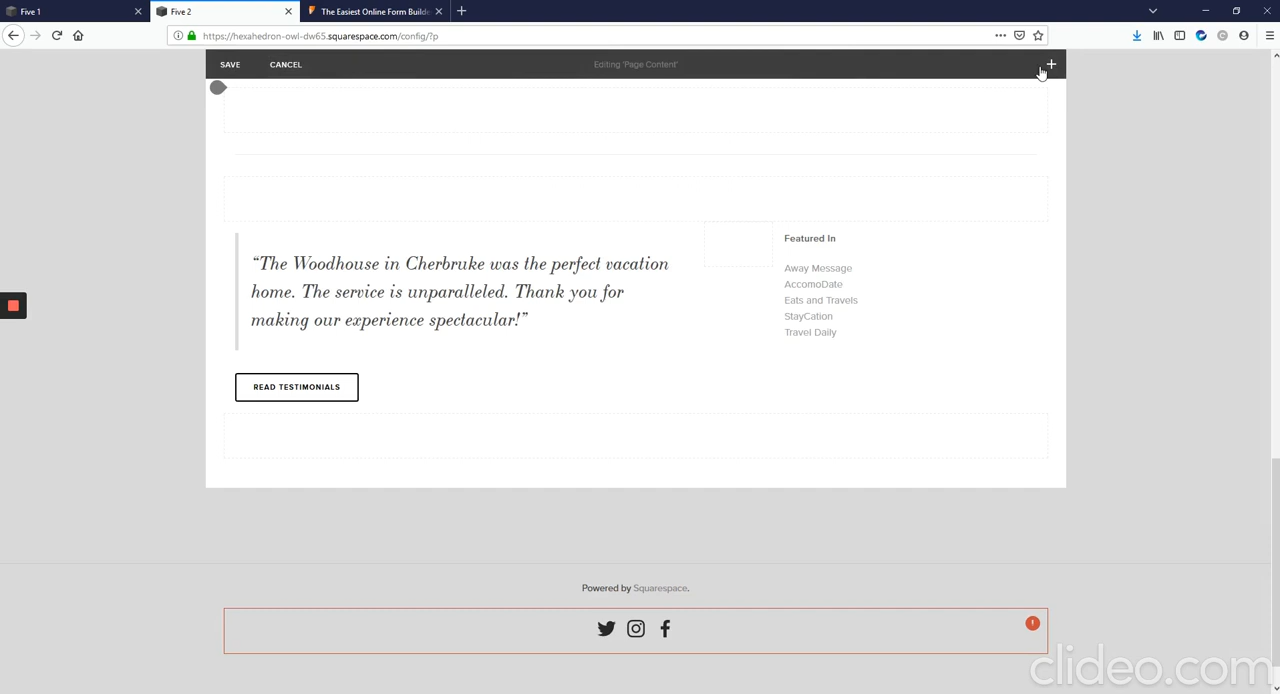 Five 1
Five 2
The Easiest Online Form Builde
https://hexahedron-owl-dw65.squarespace.com/config/?p
SAVE
CANCEL
Editing 'Page Content'
“The Woodhouse in Cherbruke was the perfect vacation
home. The service is unparalleled. Thank you for
making our experience spectacular!”
Featured In
Away Message
AccomoDate
Eats and Travels
StayCation
Travel Daily
READ TESTIMONIALS
Powered by Squarespace.
clideo.com